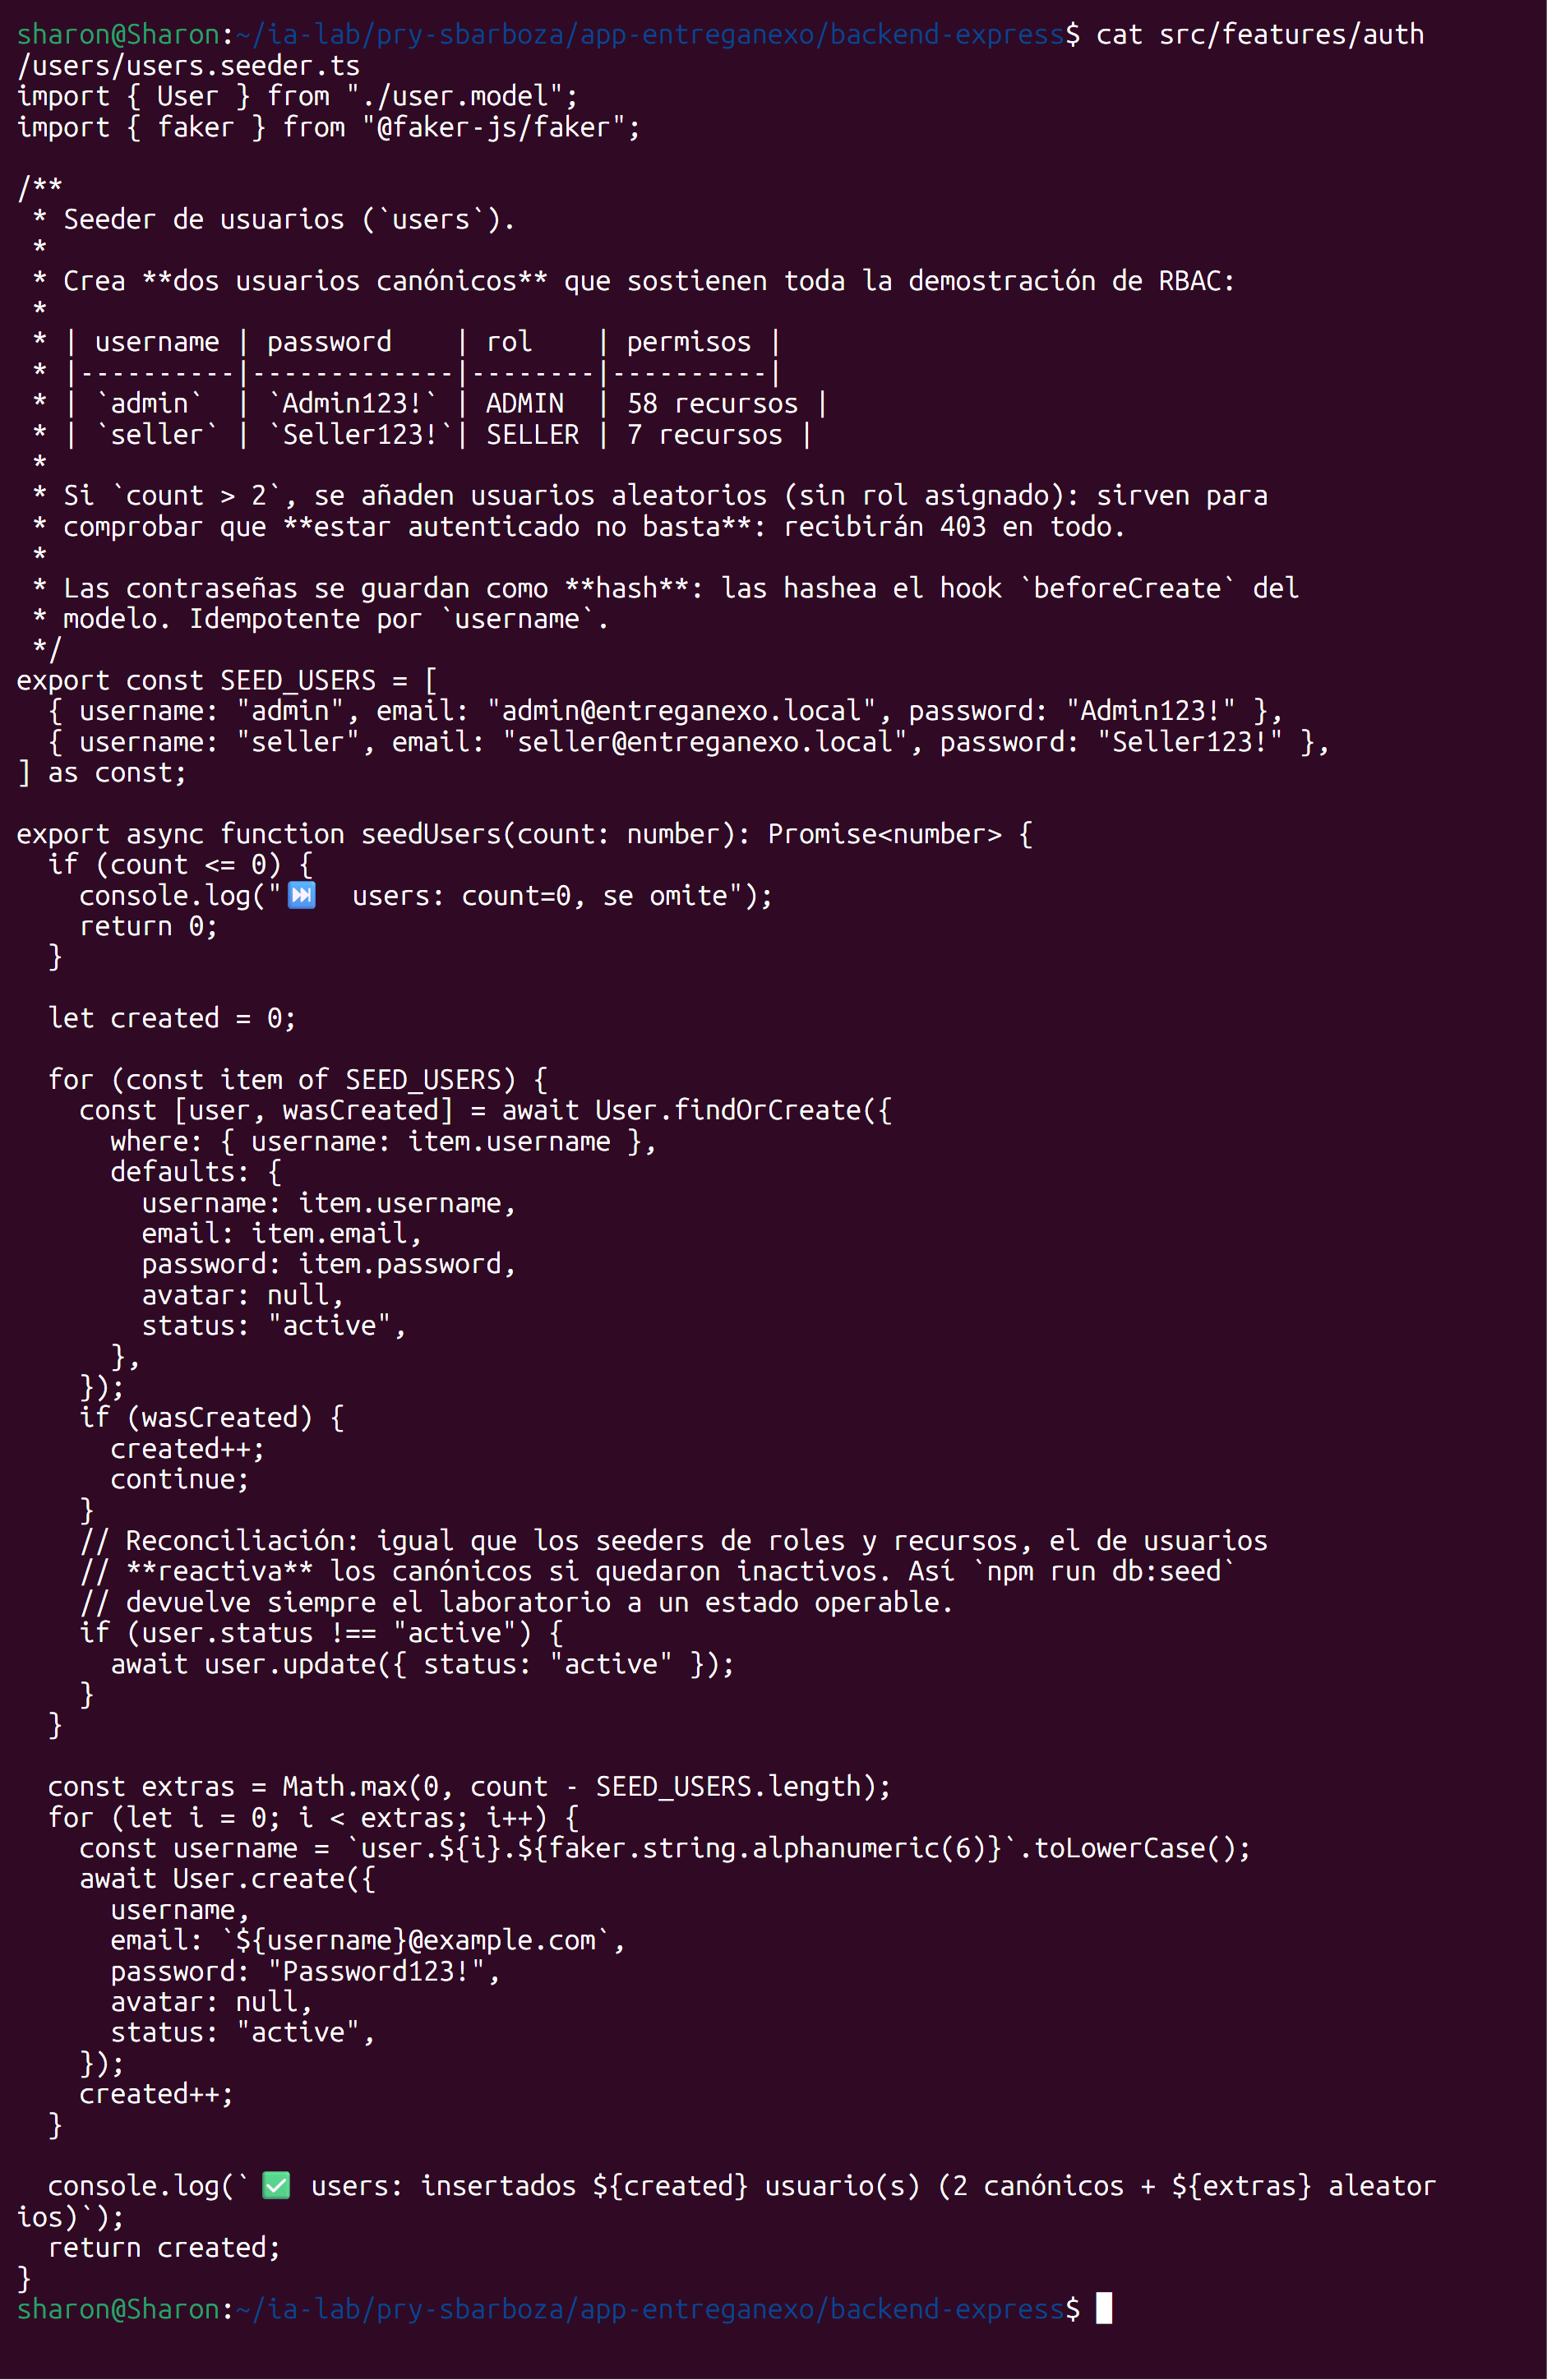 sharon@Sharon:~/ia-lab/pry-sbarboza/app-entreganexo/backend-express$ cat src/features/auth
/users/users.seeder.ts
import { User } from "./user.model";
import { faker } from "@faker-js/faker";

/**
 * Seeder de usuarios (`users`).
 *
 * Crea **dos usuarios canónicos** que sostienen toda la demostración de RBAC:
 *
 * | username | password    | rol    | permisos |
 * |----------|-------------|--------|----------|
 * | `admin`  | `Admin123!` | ADMIN  | 58 recursos |
 * | `seller` | `Seller123!`| SELLER | 7 recursos |
 *
 * Si `count > 2`, se añaden usuarios aleatorios (sin rol asignado): sirven para
 * comprobar que **estar autenticado no basta**: recibirán 403 en todo.
 *
 * Las contraseñas se guardan como **hash**: las hashea el hook `beforeCreate` del
 * modelo. Idempotente por `username`.
 */
export const SEED_USERS = [
  { username: "admin", email: "admin@entreganexo.local", password: "Admin123!" },
  { username: "seller", email: "seller@entreganexo.local", password: "Seller123!" },
] as const;

export async function seedUsers(count: number): Promise<number> {
  if (count <= 0) {
    console.log("⏭️  users: count=0, se omite");
    return 0;
  }

  let created = 0;

  for (const item of SEED_USERS) {
    const [user, wasCreated] = await User.findOrCreate({
      where: { username: item.username },
      defaults: {
        username: item.username,
        email: item.email,
        password: item.password,
        avatar: null,
        status: "active",
      },
    });
    if (wasCreated) {
      created++;
      continue;
    }
    // Reconciliación: igual que los seeders de roles y recursos, el de usuarios
    // **reactiva** los canónicos si quedaron inactivos. Así `npm run db:seed`
    // devuelve siempre el laboratorio a un estado operable.
    if (user.status !== "active") {
      await user.update({ status: "active" });
    }
  }

  const extras = Math.max(0, count - SEED_USERS.length);
  for (let i = 0; i < extras; i++) {
    const username = `user.${i}.${faker.string.alphanumeric(6)}`.toLowerCase();
    await User.create({
      username,
      email: `${username}@example.com`,
      password: "Password123!",
      avatar: null,
      status: "active",
    });
    created++;
  }

  console.log(`✅ users: insertados ${created} usuario(s) (2 canónicos + ${extras} aleator
ios)`);
  return created;
}
sharon@Sharon:~/ia-lab/pry-sbarboza/app-entreganexo/backend-express$